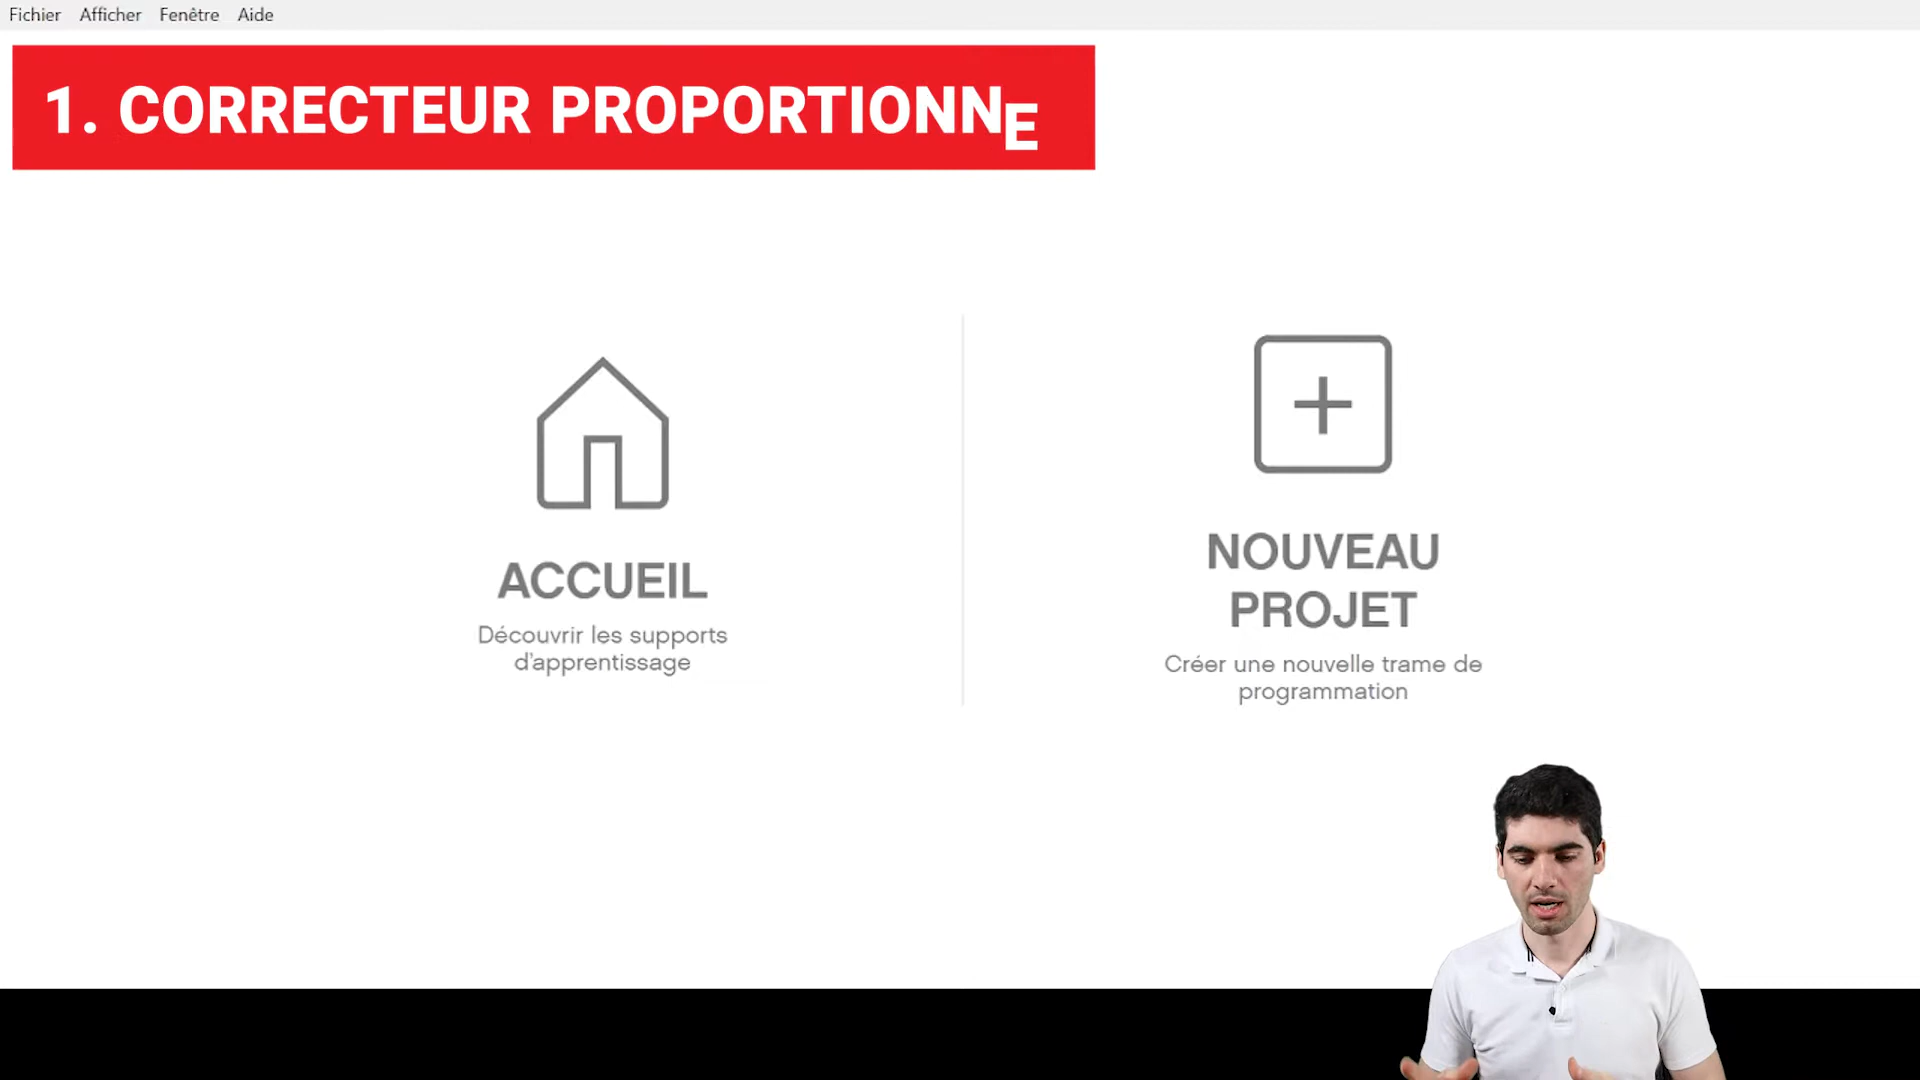 Fichier Afficher Fenêtre Aide
1. CORRECTEUR PROPORTIONNE
ACCUEIL
Découvrir les supports
d'apprentissage
NOUVEAU
PROJET
Créer une nouvelle trame de
programmation